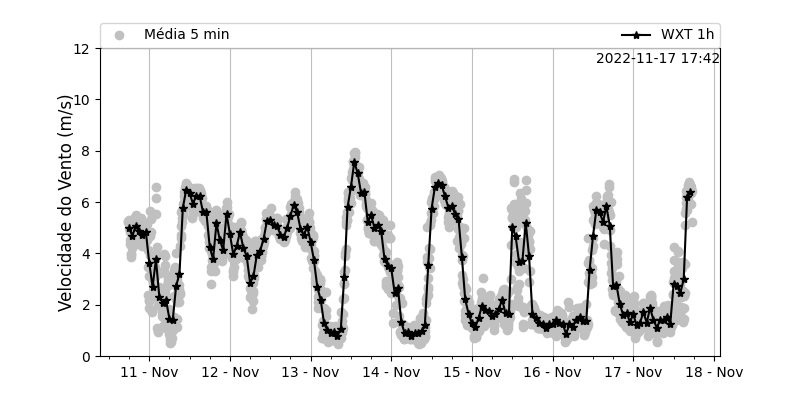 Média 5 min
WXT 1h
2022-11-17 17:42
Velocidade do Vento (m/s)
12
10
8
6
4
2
0
11 - Nov
12 - Nov
13 - Nov
14 - Nov
15 - Nov
16 - Nov
17 - Nov
18 - Nov